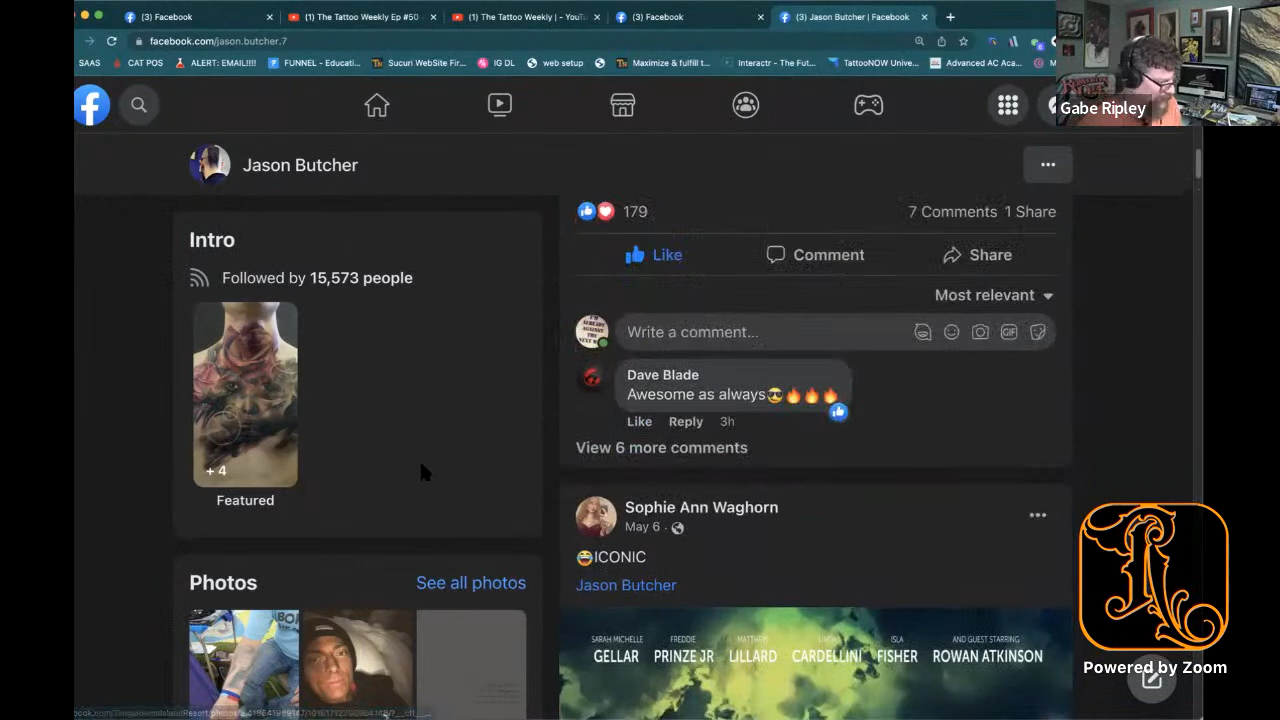 (3) Facebook
(1) The Tattoo Weekly Ep #50
(1) The Tattoo Weekly | - YouTu
(3) Facebook
(3) Jason Butcher | Facebook
facebook.com/jason.butcher.7
SAAS
CAT POS
ALERT: EMAIL!!!!
FUNNEL - Educati...
Sucuri WebSite Fir...
IG DL
web setup
Maximize & fulfill t...
Interactr - The Fut...
TattooNOW Unive...
Advanced AC Aca...
Gabe Ripley
Jason Butcher
Intro
Followed by 15,573 people
+ 4
Featured
Photos
See all photos
179
7 Comments 1 Share
Like
Comment
Share
Most relevant
Write a comment...
Dave Blade
Awesome as always😎🔥🔥🔥
Like Reply 3h
View 6 more comments
Sophie Ann Waghorn
May 6 ·
😂ICONIC
Jason Butcher
SARAH MICHELLE GELLAR
FREDDIE PRINZE JR
MATTHEW LILLARD
LINDA CARDELLINI
ISLA FISHER
AND GUEST STARRING ROWAN ATKINSON
Powered by Zoom